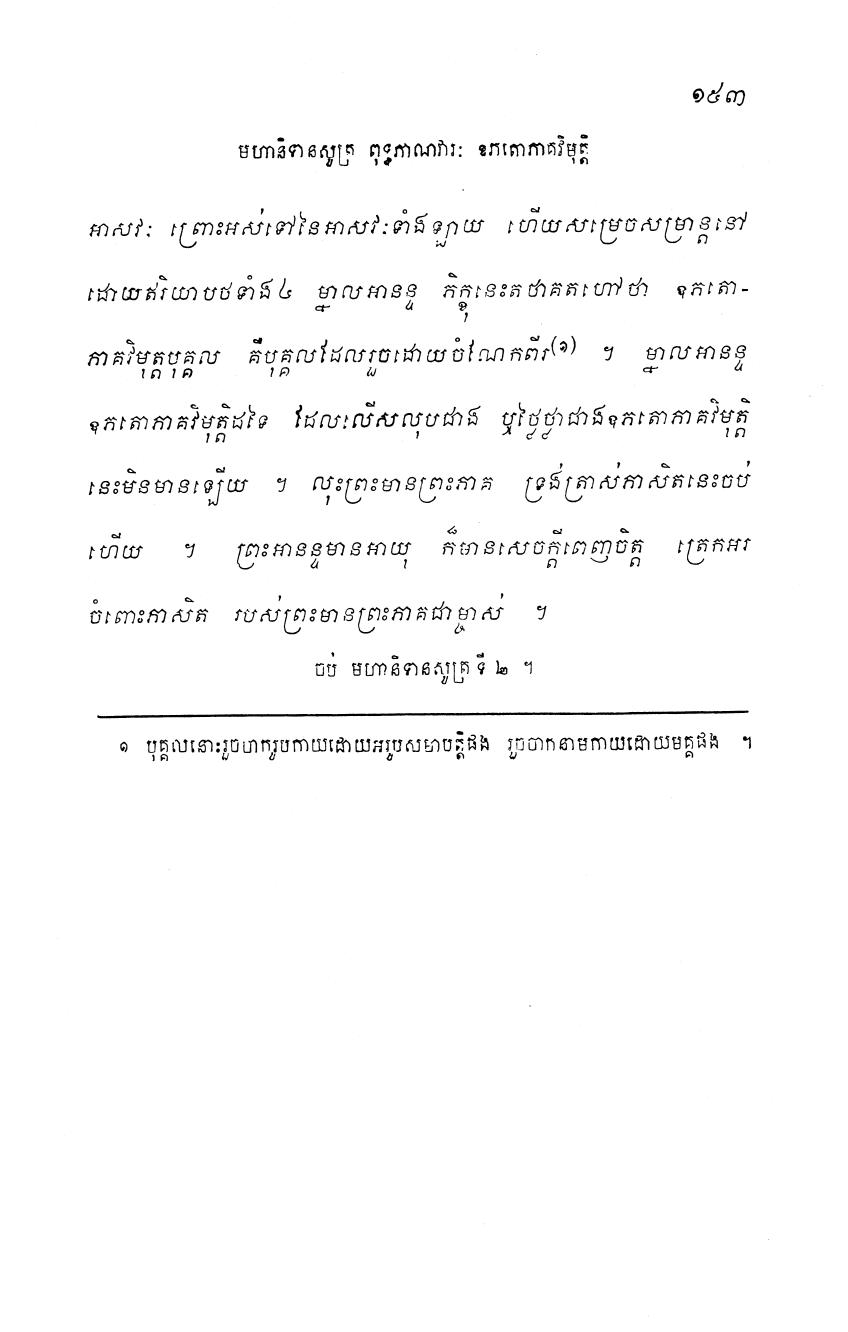 ១៥៣
មហានិទានសូត្រ ពុទ្ធភាណវារៈ ឧភតោភាគវិមុត្តិ
អាសវៈ ព្រោះអស់ទៅនៃអាសវៈទាំងឡាយ ហើយសម្រេចសម្រាន្តនៅ
ដោយឥរិយាបថទាំង៤ ម្នាលអានន្ទ ភិក្ខុនេះតថាគតហៅថា ឧភតោ-
ភាគវិមុត្តបុគ្គល គឺបុគ្គលដែលរួចដោយចំណែកពីរ(១) ។ ម្នាលអានន្ទ
ឧភតោភាគវិមុត្តិដទៃ ដែលលើសលុបជាង ឬថ្លៃថ្លាជាងឧភតោភាគវិមុត្តិ
នេះមិនមានឡើយ ។ លុះព្រះមានព្រះភាគ ទ្រង់ត្រាស់ភាសិតនេះចប់
ហើយ ។ ព្រះអានន្ទមានអាយុ ក៏មានសេចក្តីពេញចិត្ត ត្រេកអរ
ចំពោះភាសិត របស់ព្រះមានព្រះភាគជាម្ចាស់ ។
ចប់ មហានិទានសូត្រ ទី ២ ។
១ បុគ្គលនោះរួចចាករូបកាយដោយអរូបសមាបត្តិផង រួចចាកនាមកាយដោយមគ្គផង ។